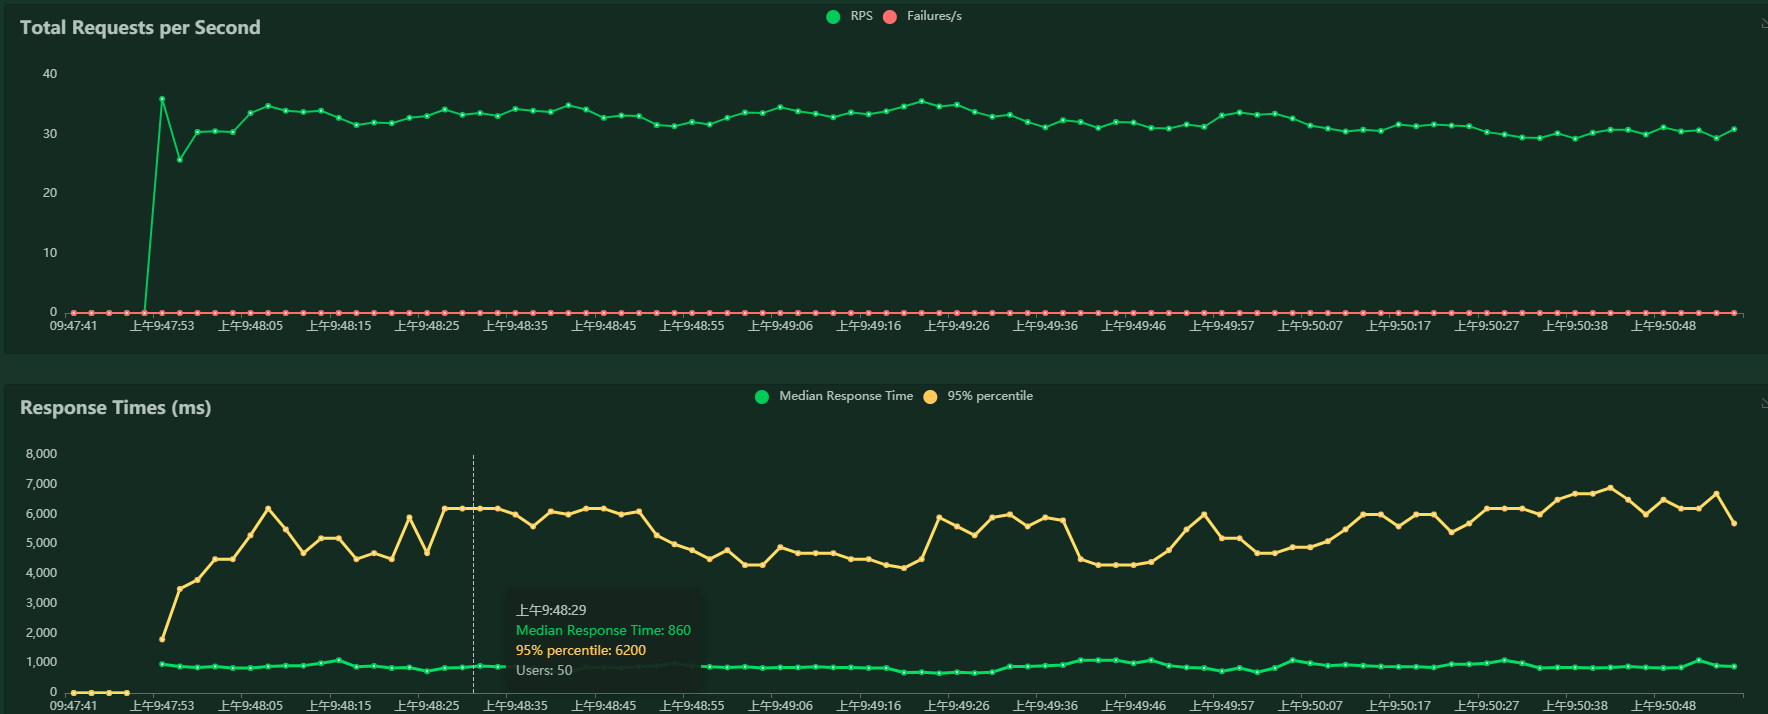 Total Requests per Second
RPS
Failures/s
40
30
20
10
0
09:47:41
上午9:47:53
上午9:48:05
上午9:48:15
上午9:48:25
上午9:48:35
上午9:48:45
上午9:48:55
上午9:49:06
上午9:49:16
上午9:49:26
上午9:49:36
上午9:49:46
上午9:49:57
上午9:50:07
上午9:50:17
上午9:50:27
上午9:50:38
上午9:50:48
Response Times (ms)
Median Response Time
95% percentile
8,000
7,000
6,000
5,000
4,000
3,000
2,000
1,000
0
上午9:48:29
Median Response Time: 860
95% percentile: 6200
Users: 50
09:47:41
上午9:47:53
上午9:48:05
上午9:48:15
上午9:48:25
上午9:48:35
上午9:48:45
上午9:48:55
上午9:49:06
上午9:49:16
上午9:49:26
上午9:49:36
上午9:49:46
上午9:49:57
上午9:50:07
上午9:50:17
上午9:50:27
上午9:50:38
上午9:50:48